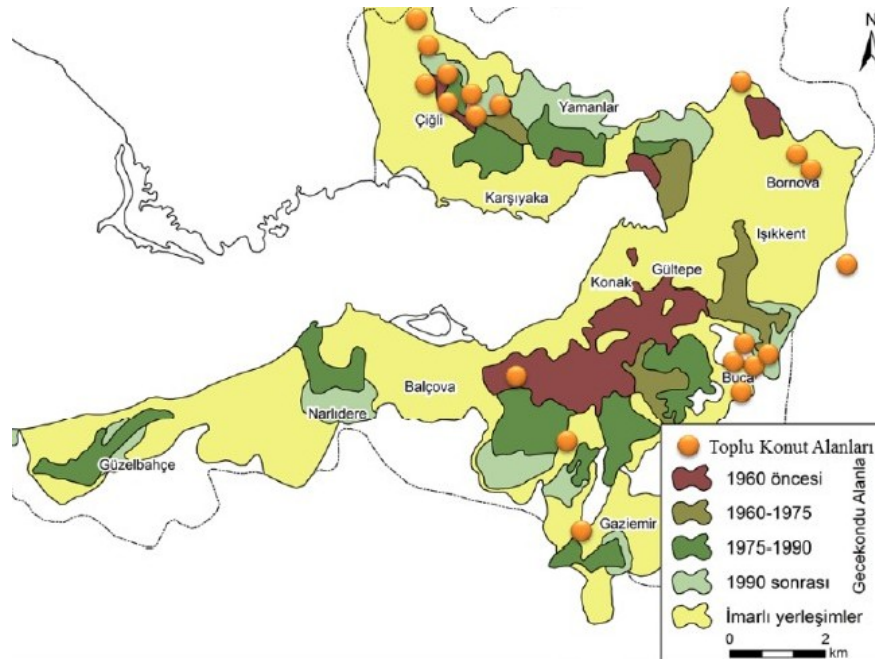 N
Yamanlar
Çiğli
Bornova
Karşıyaka
Işıkkent
Konak
Gültepe
Buca
Balçova
Narlıdere
Güzelbahçe
Gaziemir
Toplu Konut Alanları
1960 öncesi
1960-1975
1975-1990
1990 sonrası
İmarlı yerleşimler
Gecekondu Alanla
0 2
km